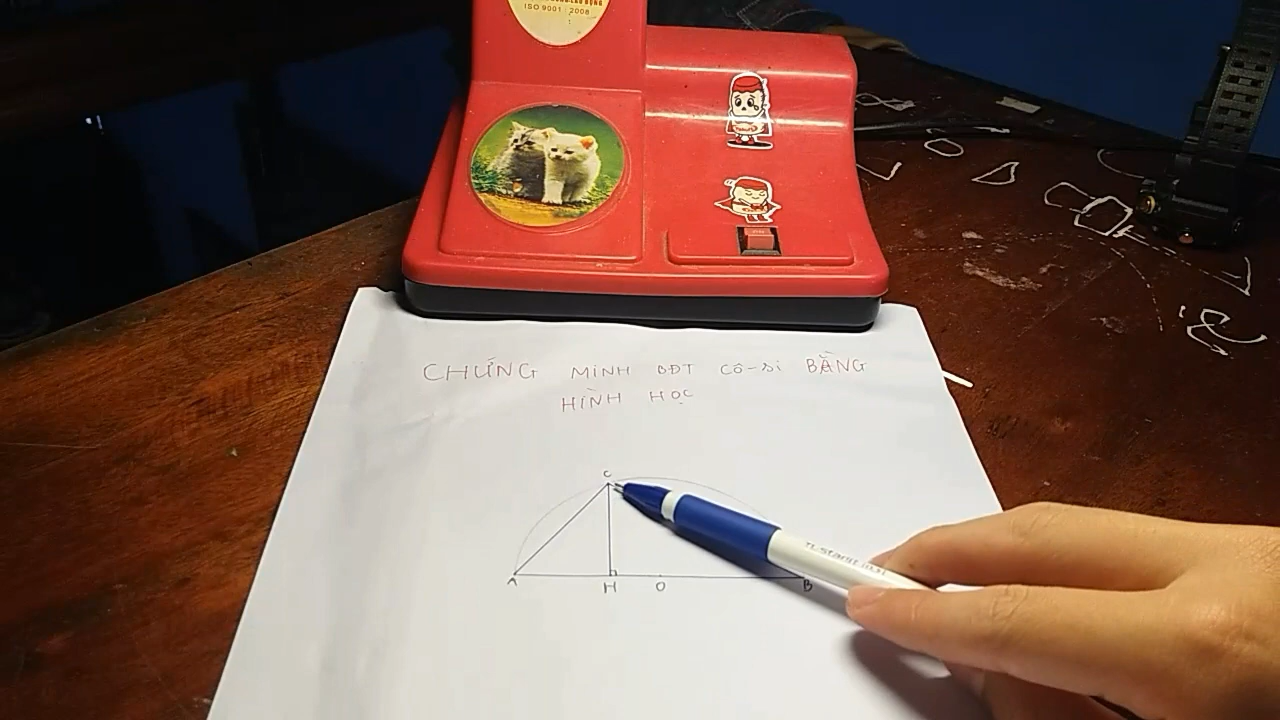 ISO 9001 : 2008
CHỨNG MINH BĐT CÔ-SI BẰNG
HÌNH HỌC
C
A H O B